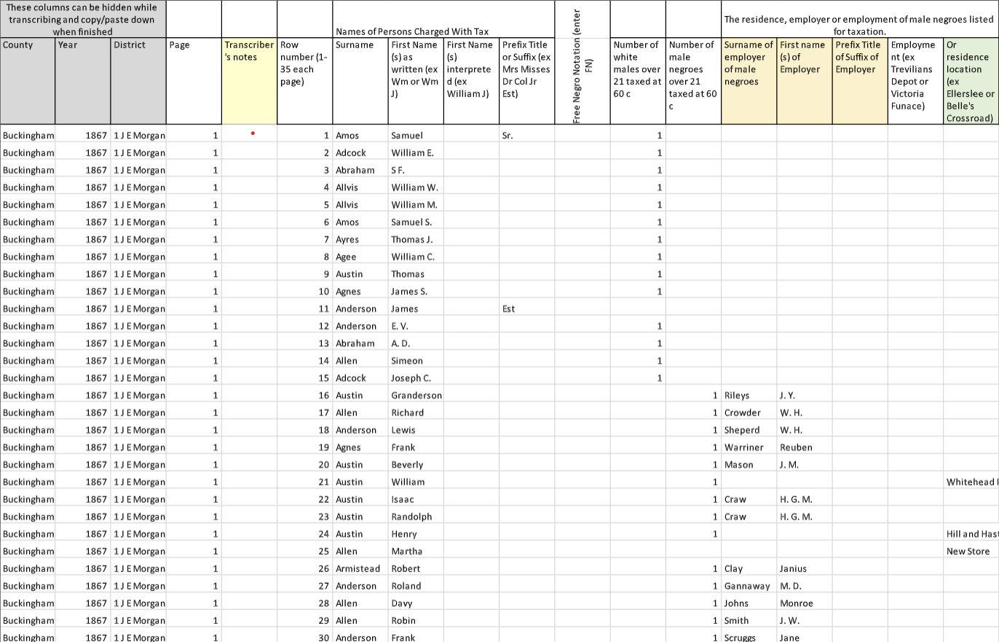 These columns can be hidden while transcribing and copy/paste down when finished
Names of Persons Charged With Tax
Free Negro Notation (enter FN)
The residence, employer or employment of male negroes listed for taxation.
County Year District Page Transcriber's notes Row number (1-35 each page) Surname First Name (s) as written (ex Wm or Wm J) First Name (s) interpreted (ex William J) Prefix Title or Suffix (ex Mrs Misses Dr Col Jr Est) Number of white males over 21 taxed at 60 c Number of male negroes over 21 taxed at 60 c Surname of employer of male negroes First name (s) of Employer Prefix Title of Suffix of Employer Employment (ex Trevilians Depot or Victoria Funace) Or residence location (ex Ellerslee or Belle's Crossroad)
Buckingham 1867 1 J E Morgan 1 1 Amos Samuel Sr. 1
Buckingham 1867 1 J E Morgan 1 2 Adcock William E. 1
Buckingham 1867 1 J E Morgan 1 3 Abraham S F. 1
Buckingham 1867 1 J E Morgan 1 4 Allvis William W. 1
Buckingham 1867 1 J E Morgan 1 5 Allvis William M. 1
Buckingham 1867 1 J E Morgan 1 6 Amos Samuel S. 1
Buckingham 1867 1 J E Morgan 1 7 Ayres Thomas J. 1
Buckingham 1867 1 J E Morgan 1 8 Agee William C. 1
Buckingham 1867 1 J E Morgan 1 9 Austin Thomas 1
Buckingham 1867 1 J E Morgan 1 10 Agnes James S. 1
Buckingham 1867 1 J E Morgan 1 11 Anderson James Est
Buckingham 1867 1 J E Morgan 1 12 Anderson E. V. 1
Buckingham 1867 1 J E Morgan 1 13 Abraham A. D. 1
Buckingham 1867 1 J E Morgan 1 14 Allen Simeon 1
Buckingham 1867 1 J E Morgan 1 15 Adcock Joseph C. 1
Buckingham 1867 1 J E Morgan 1 16 Austin Granderson 1 Rileys J. Y.
Buckingham 1867 1 J E Morgan 1 17 Allen Richard 1 Crowder W. H.
Buckingham 1867 1 J E Morgan 1 18 Anderson Lewis 1 Sheperd W. H.
Buckingham 1867 1 J E Morgan 1 19 Agnes Frank 1 Warriner Reuben
Buckingham 1867 1 J E Morgan 1 20 Austin Beverly 1 Mason J. M.
Buckingham 1867 1 J E Morgan 1 21 Austin William 1 Whitehead
Buckingham 1867 1 J E Morgan 1 22 Austin Isaac 1 Craw H. G. M.
Buckingham 1867 1 J E Morgan 1 23 Austin Randolph 1 Craw H. G. M.
Buckingham 1867 1 J E Morgan 1 24 Austin Henry 1 Hill and
Buckingham 1867 1 J E Morgan 1 25 Allen Martha New Store
Buckingham 1867 1 J E Morgan 1 26 Armistead Robert 1 Clay Janius
Buckingham 1867 1 J E Morgan 1 27 Anderson Roland 1 Gannaway M. D.
Buckingham 1867 1 J E Morgan 1 28 Allen Davy 1 Johns Monroe
Buckingham 1867 1 J E Morgan 1 29 Allen Robin 1 Smith J. W.
Buckingham 1867 1 J E Morgan 1 30 Anderson Frank 1 Scruggs Jane